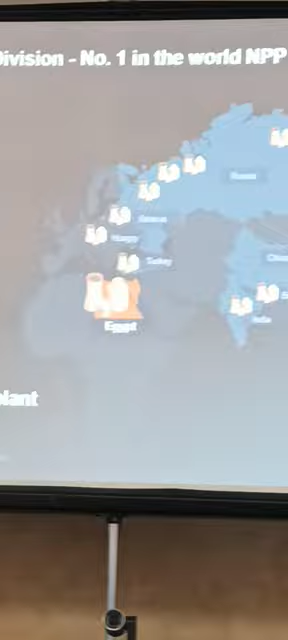 Division - No. 1 in the world NPP
Russia
Belarus
Hungary
Turkey
Egypt
India
plant